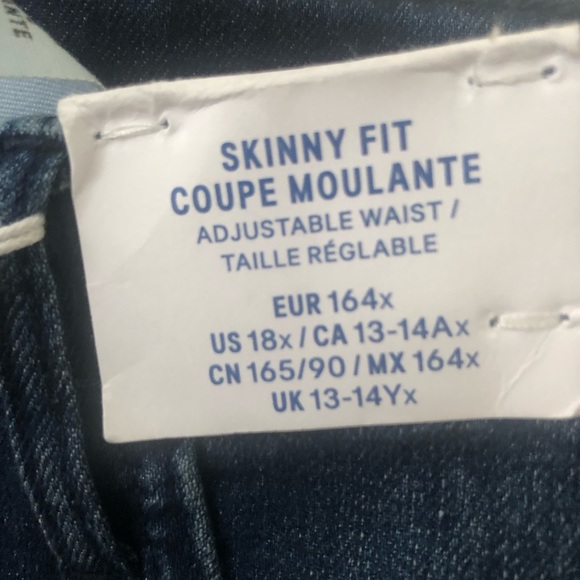 SKINNY FIT
COUPE MOULANTE
ADJUSTABLE WAIST /
TAILLE RÉGLABLE
EUR 164x
US 18x / CA 13-14Ax
CN 165/90 / MX 164x
UK 13-14Yx